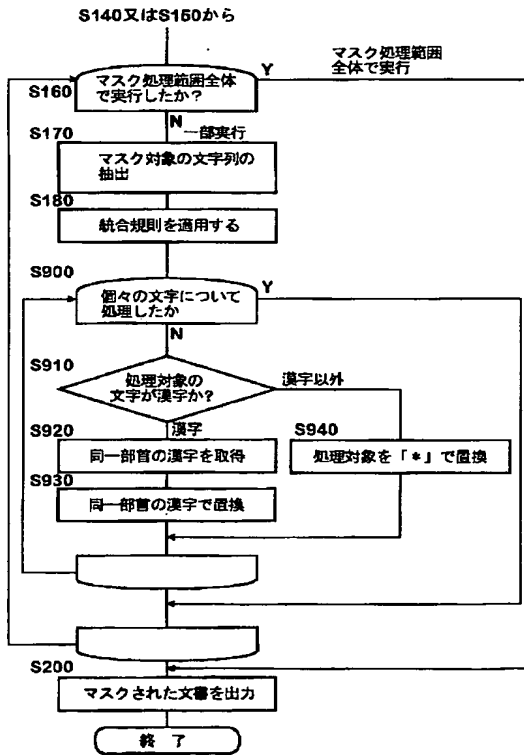 S140又はS150から
S160
マスク処理範囲全体
で実行したか？
Y
マスク処理範囲
全体で実行
N
一部実行
S170
マスク対象の文字列の
抽出
S180
統合規則を適用する
S900
個々の文字について
処理したか
Y
N
S910
処理対象の
文字が漢字か？
漢字以外
漢字
S920
同一部首の漢字を取得
S940
処理対象を「*」で置換
S930
同一部首の漢字で置換
S200
マスクされた文書を出力
終 了